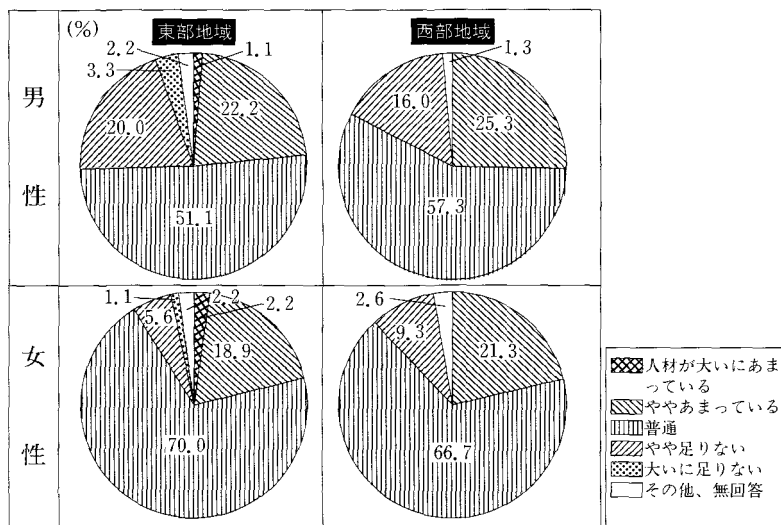 (%)
東部地域
西部地域
男性
2.2
1.1
3.3
22.2
20.0
51.1
1.3
16.0
25.3
57.3
女性
1.1
2.2
2.2
5.6
18.9
70.0
2.6
9.3
21.3
66.7
人材が大いにあま
っている
ややあまっている
普通
やや足りない
大いに足りない
その他、無回答